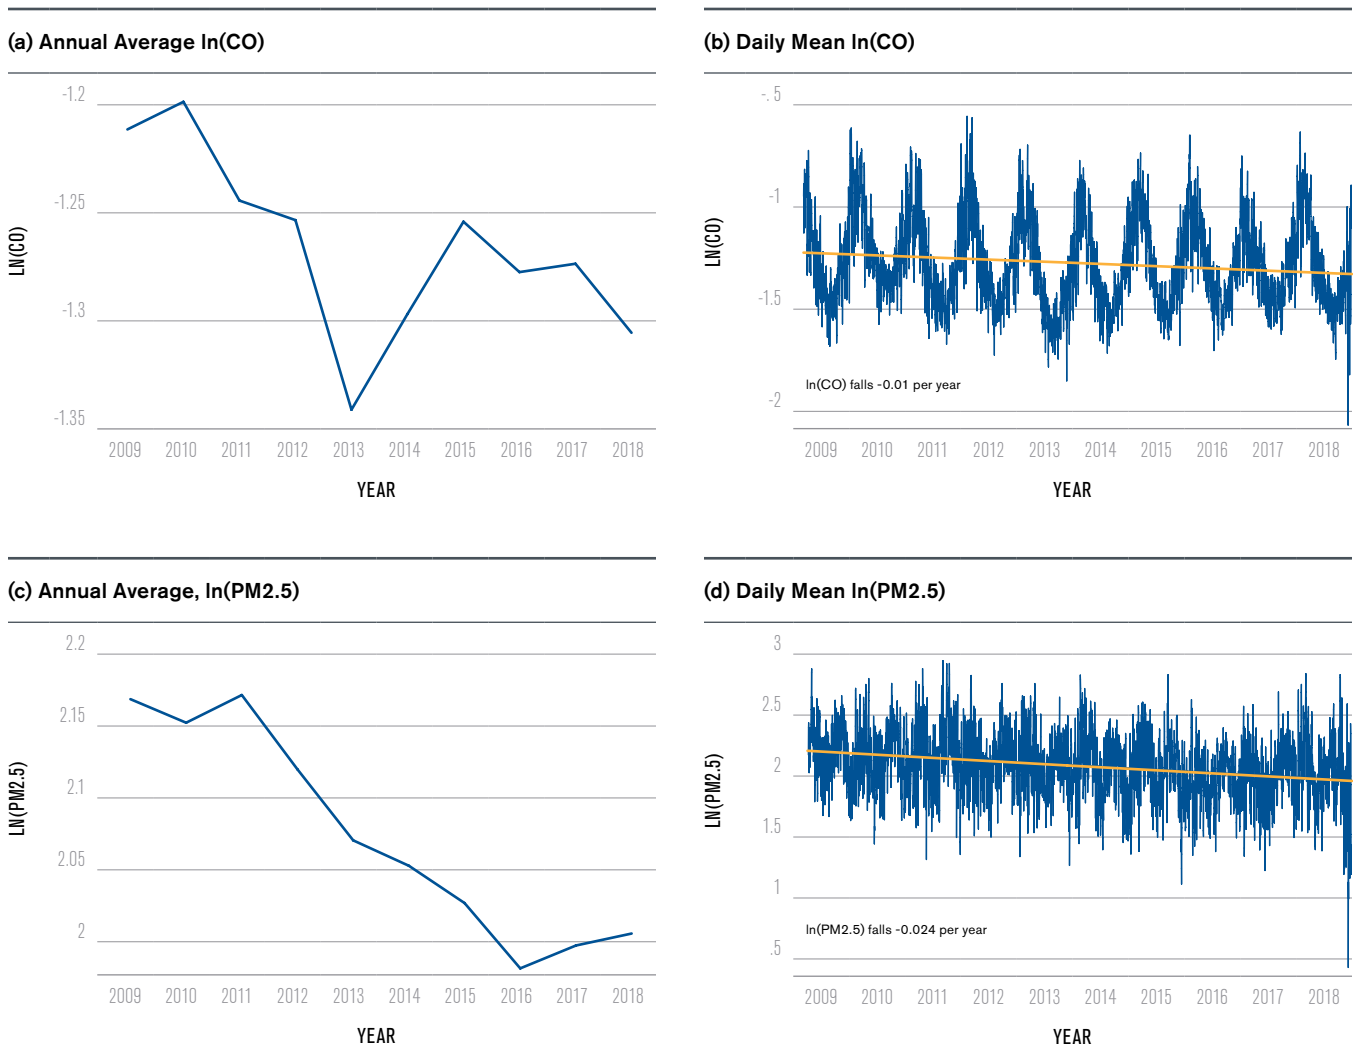 (a) Annual Average ln(CO)
-1.2
-1.25
-1.3
-1.35
LN(CO)
2009 2010 2011 2012 2013 2014 2015 2016 2017 2018
YEAR
(b) Daily Mean ln(CO)
-.5
-1
-1.5
-2
LN(CO)
ln(CO) falls -0.01 per year
2009 2010 2011 2012 2013 2014 2015 2016 2017 2018
YEAR
(c) Annual Average, ln(PM2.5)
2.2
2.15
2.1
2.05
2
LN(PM2.5)
2009 2010 2011 2012 2013 2014 2015 2016 2017 2018
YEAR
(d) Daily Mean ln(PM2.5)
3
2.5
2
1.5
1
.5
LN(PM2.5)
ln(PM2.5) falls -0.024 per year
2009 2010 2011 2012 2013 2014 2015 2016 2017 2018
YEAR